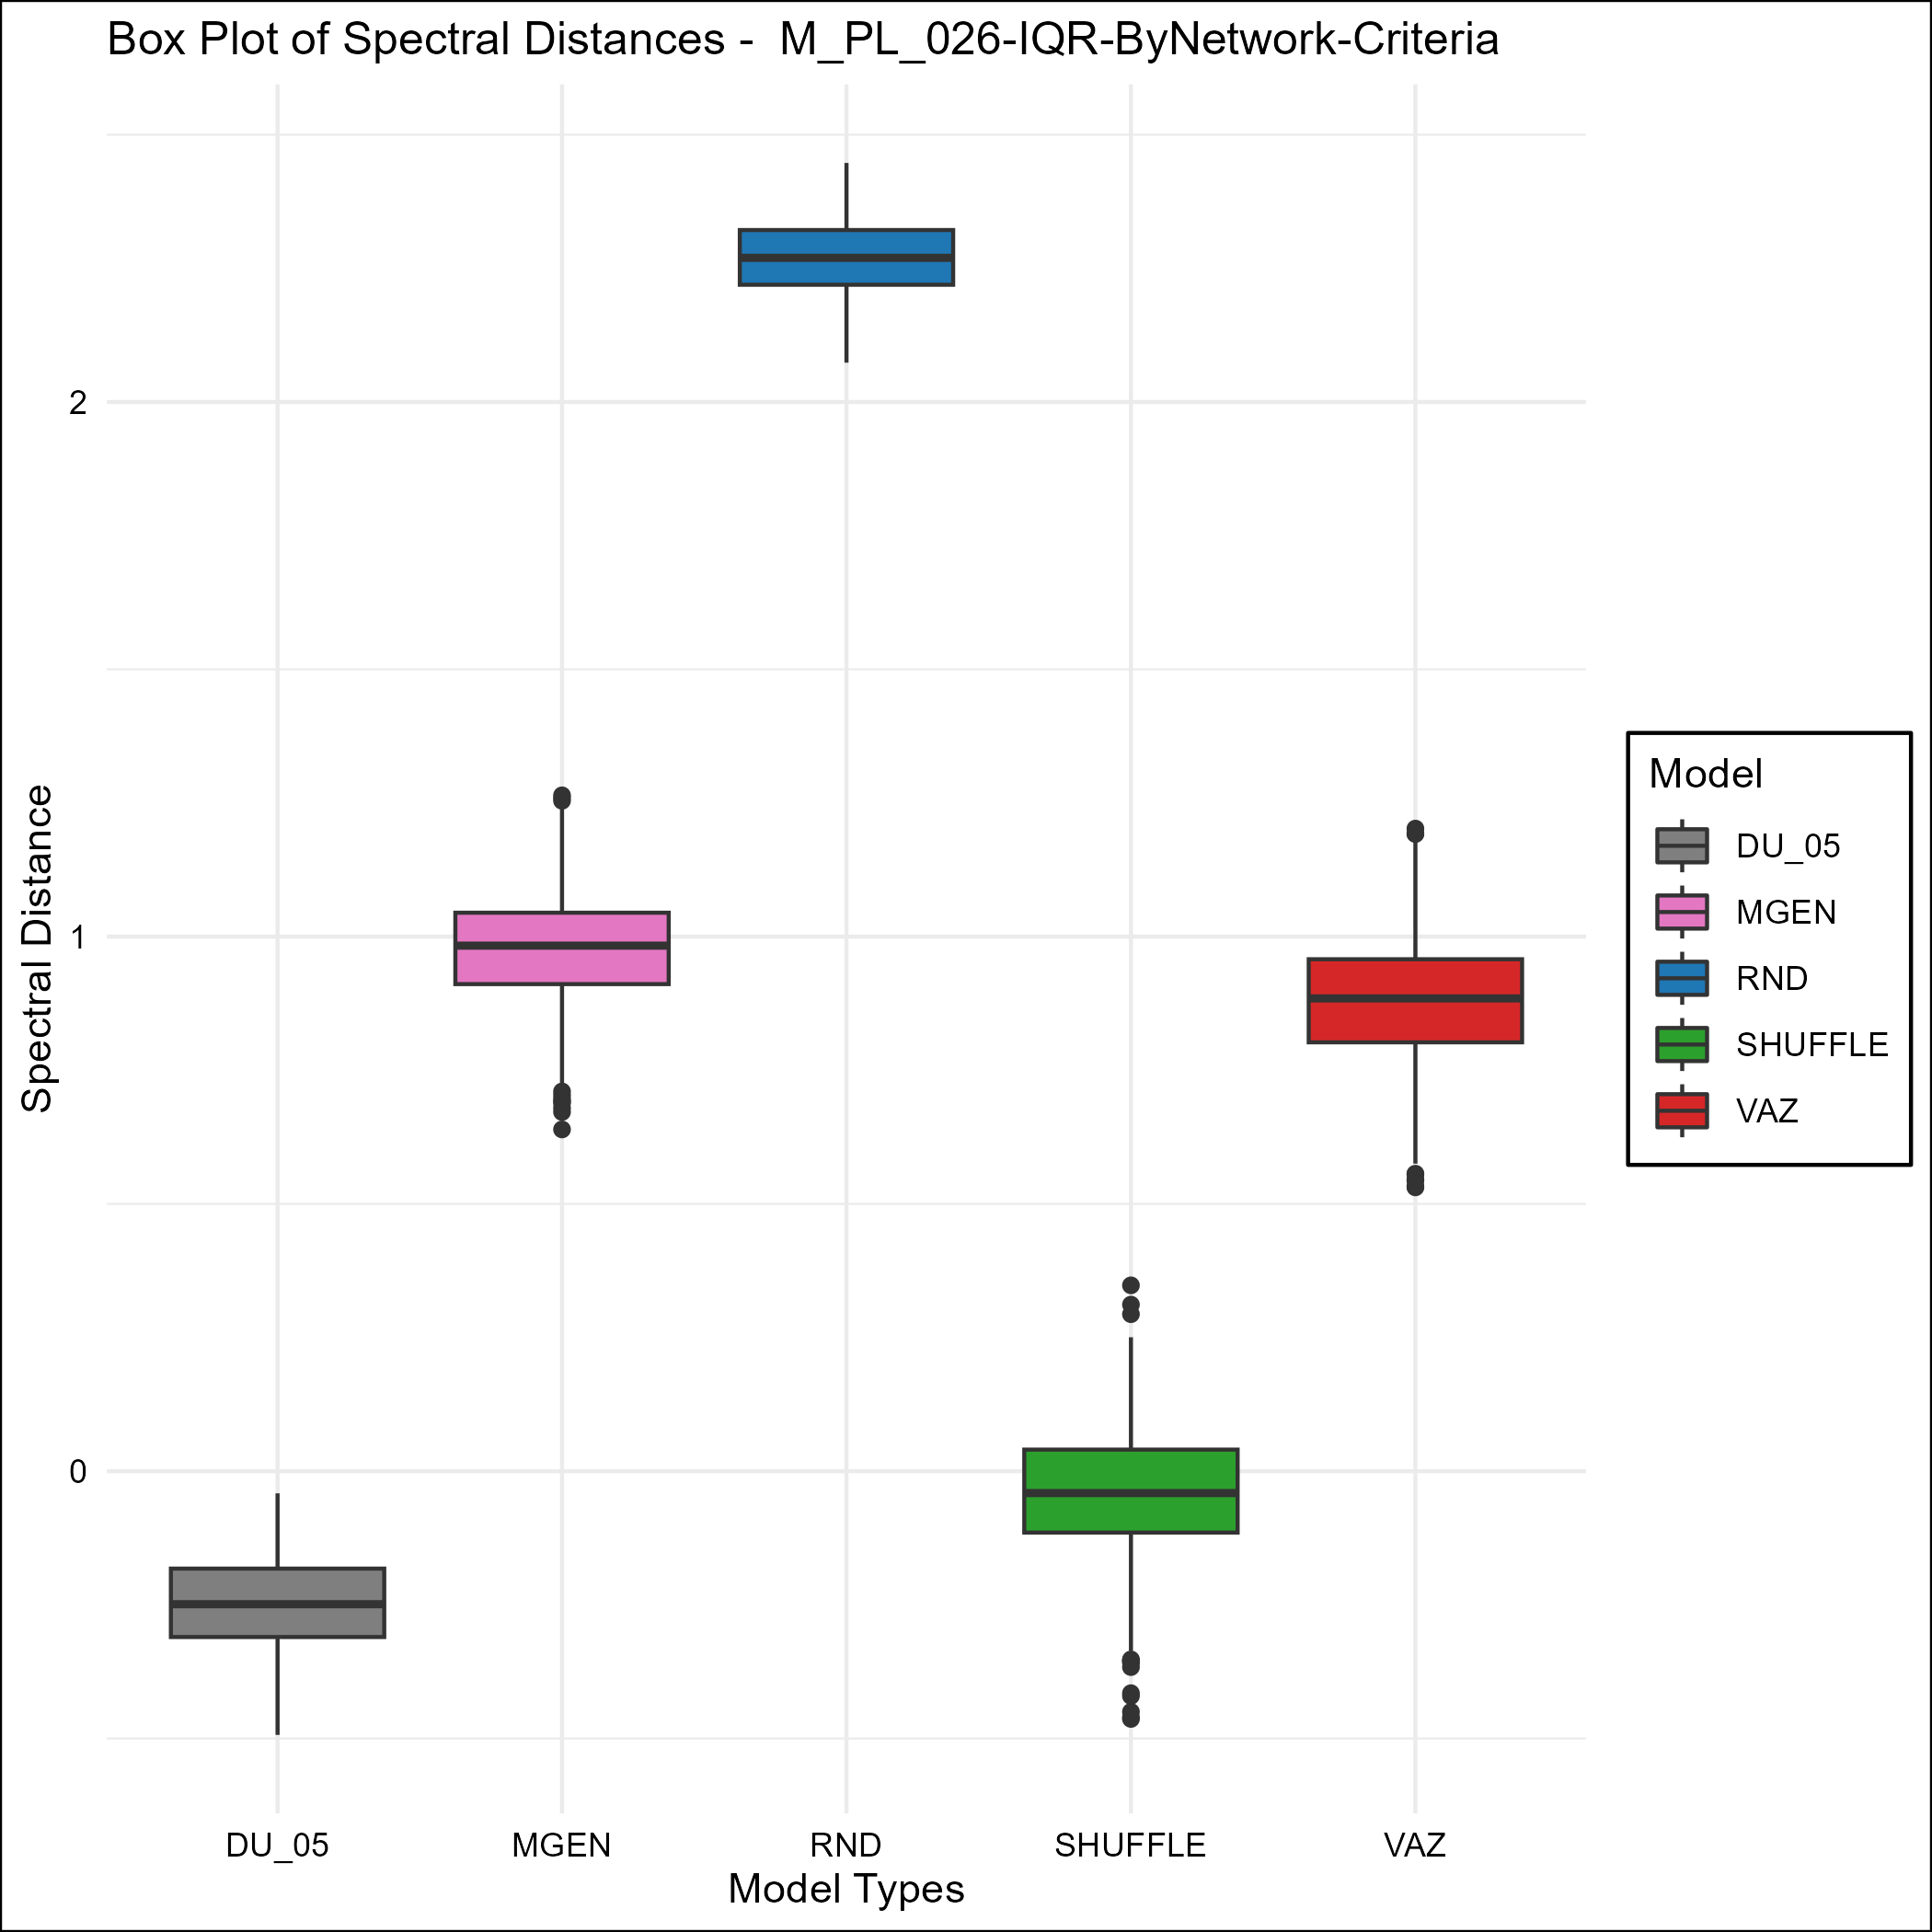 Box Plot of Spectral Distances -  M_PL_026-IQR-ByNetwork-Criteria
2
1
0
Spectral Distance
DU_05 MGEN RND SHUFFLE VAZ
Model Types
Model
DU_05
MGEN
RND
SHUFFLE
VAZ